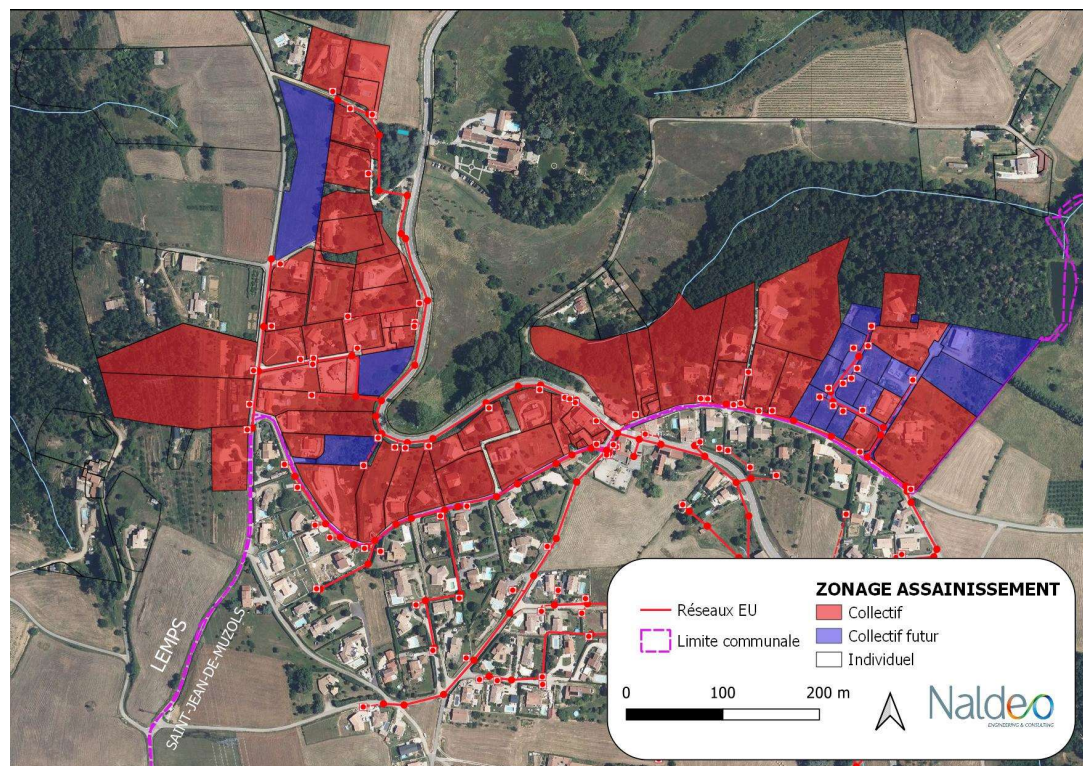 LEMPS
SAINT-JEAN-DE-MUZOLS
ZONAGE ASSAINISSEMENT
Réseaux EU
Limite communale
Collectif
Collectif futur
Individuel
0 100 200 m
Naldeo
ENGINEERING & CONSULTING